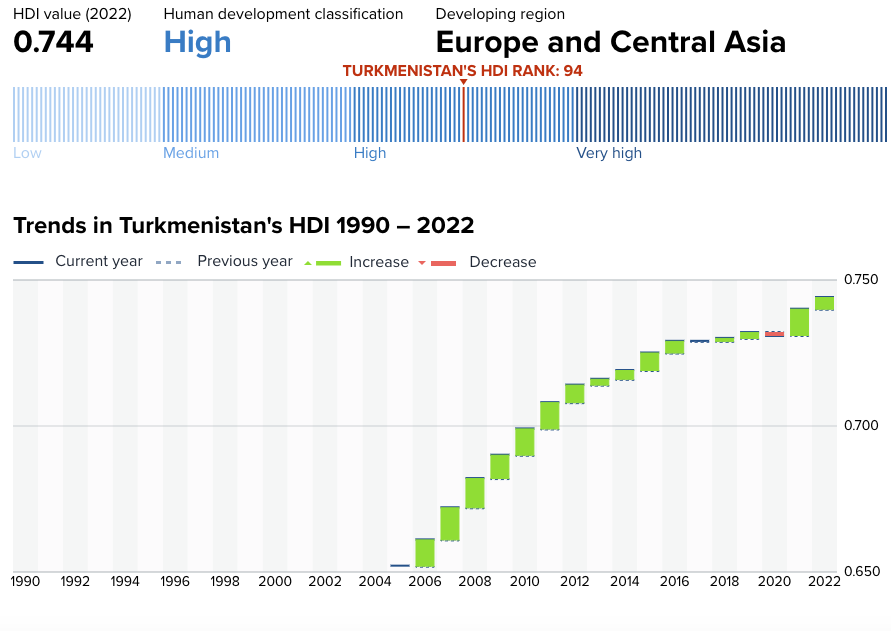 HDI value (2022) Human development classification Developing region
0.744 High Europe and Central Asia
TURKMENISTAN'S HDI RANK: 94
Low Medium High Very high
Trends in Turkmenistan's HDI 1990 – 2022
Current year Previous year Increase Decrease
0.750
0.700
0.650
1990 1992 1994 1996 1998 2000 2002 2004 2006 2008 2010 2012 2014 2016 2018 2020 2022